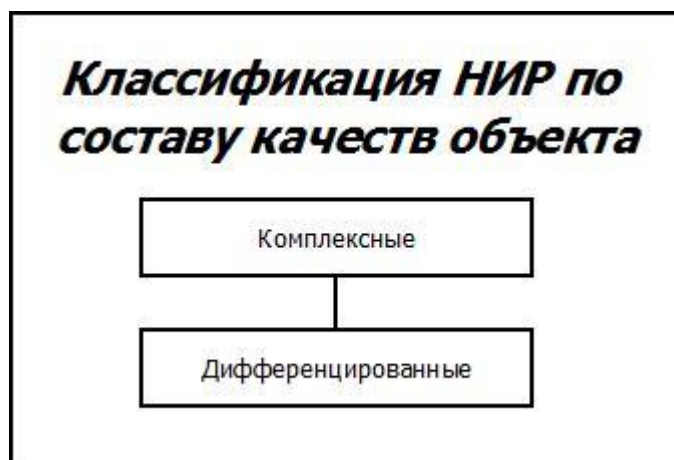 Классификация НИР по
составу качеств объекта
Комплексные
Дифференцированные